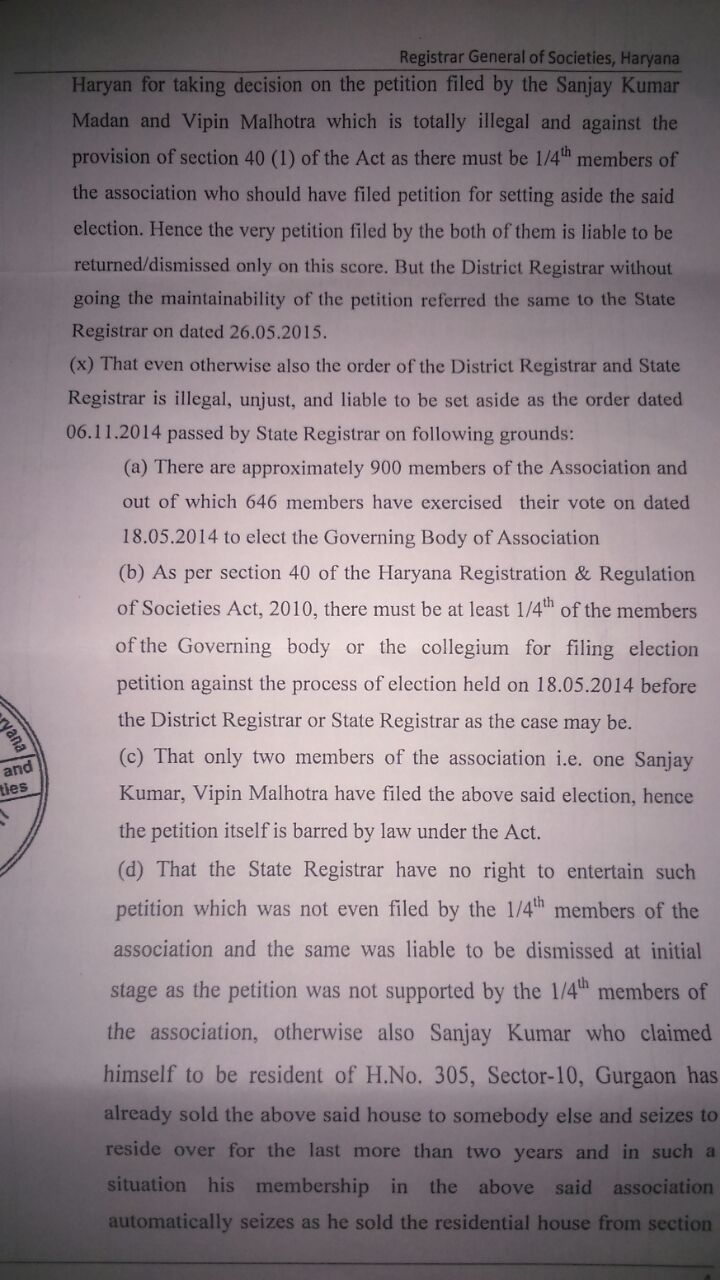 Registrar General of Societies, Haryana
Haryan for taking decision on the petition filed by the Sanjay Kumar
Madan and Vipin Malhotra which is totally illegal and against the
provision of section 40 (1) of the Act as there must be 1/4th members of
the association who should have filed petition for setting aside the said
election. Hence the very petition filed by the both of them is liable to be
returned/dismissed only on this score. But the District Registrar without
going the maintainability of the petition referred the same to the State
Registrar on dated 26.05.2015.
(x) That even otherwise also the order of the District Registrar and State
Registrar is illegal, unjust, and liable to be set aside as the order dated
06.11.2014 passed by State Registrar on following grounds:
(a) There are approximately 900 members of the Association and
out of which 646 members have exercised their vote on dated
18.05.2014 to elect the Governing Body of Association
(b) As per section 40 of the Haryana Registration & Regulation
of Societies Act, 2010, there must be at least 1/4th of the members
of the Governing body or the collegium for filing election
petition against the process of election held on 18.05.2014 before
the District Registrar or State Registrar as the case may be.
(c) That only two members of the association i.e. one Sanjay
Kumar, Vipin Malhotra have filed the above said election, hence
the petition itself is barred by law under the Act.
(d) That the State Registrar have no right to entertain such
petition which was not even filed by the 1/4th members of the
association and the same was liable to be dismissed at initial
stage as the petition was not supported by the 1/4th members of
the association, otherwise also Sanjay Kumar who claimed
himself to be resident of H.No. 305, Sector-10, Gurgaon has
already sold the above said house to somebody else and seizes to
reside over for the last more than two years and in such a
situation his membership in the above said association
automatically seizes as he sold the residential house from section
ryana
and
ties